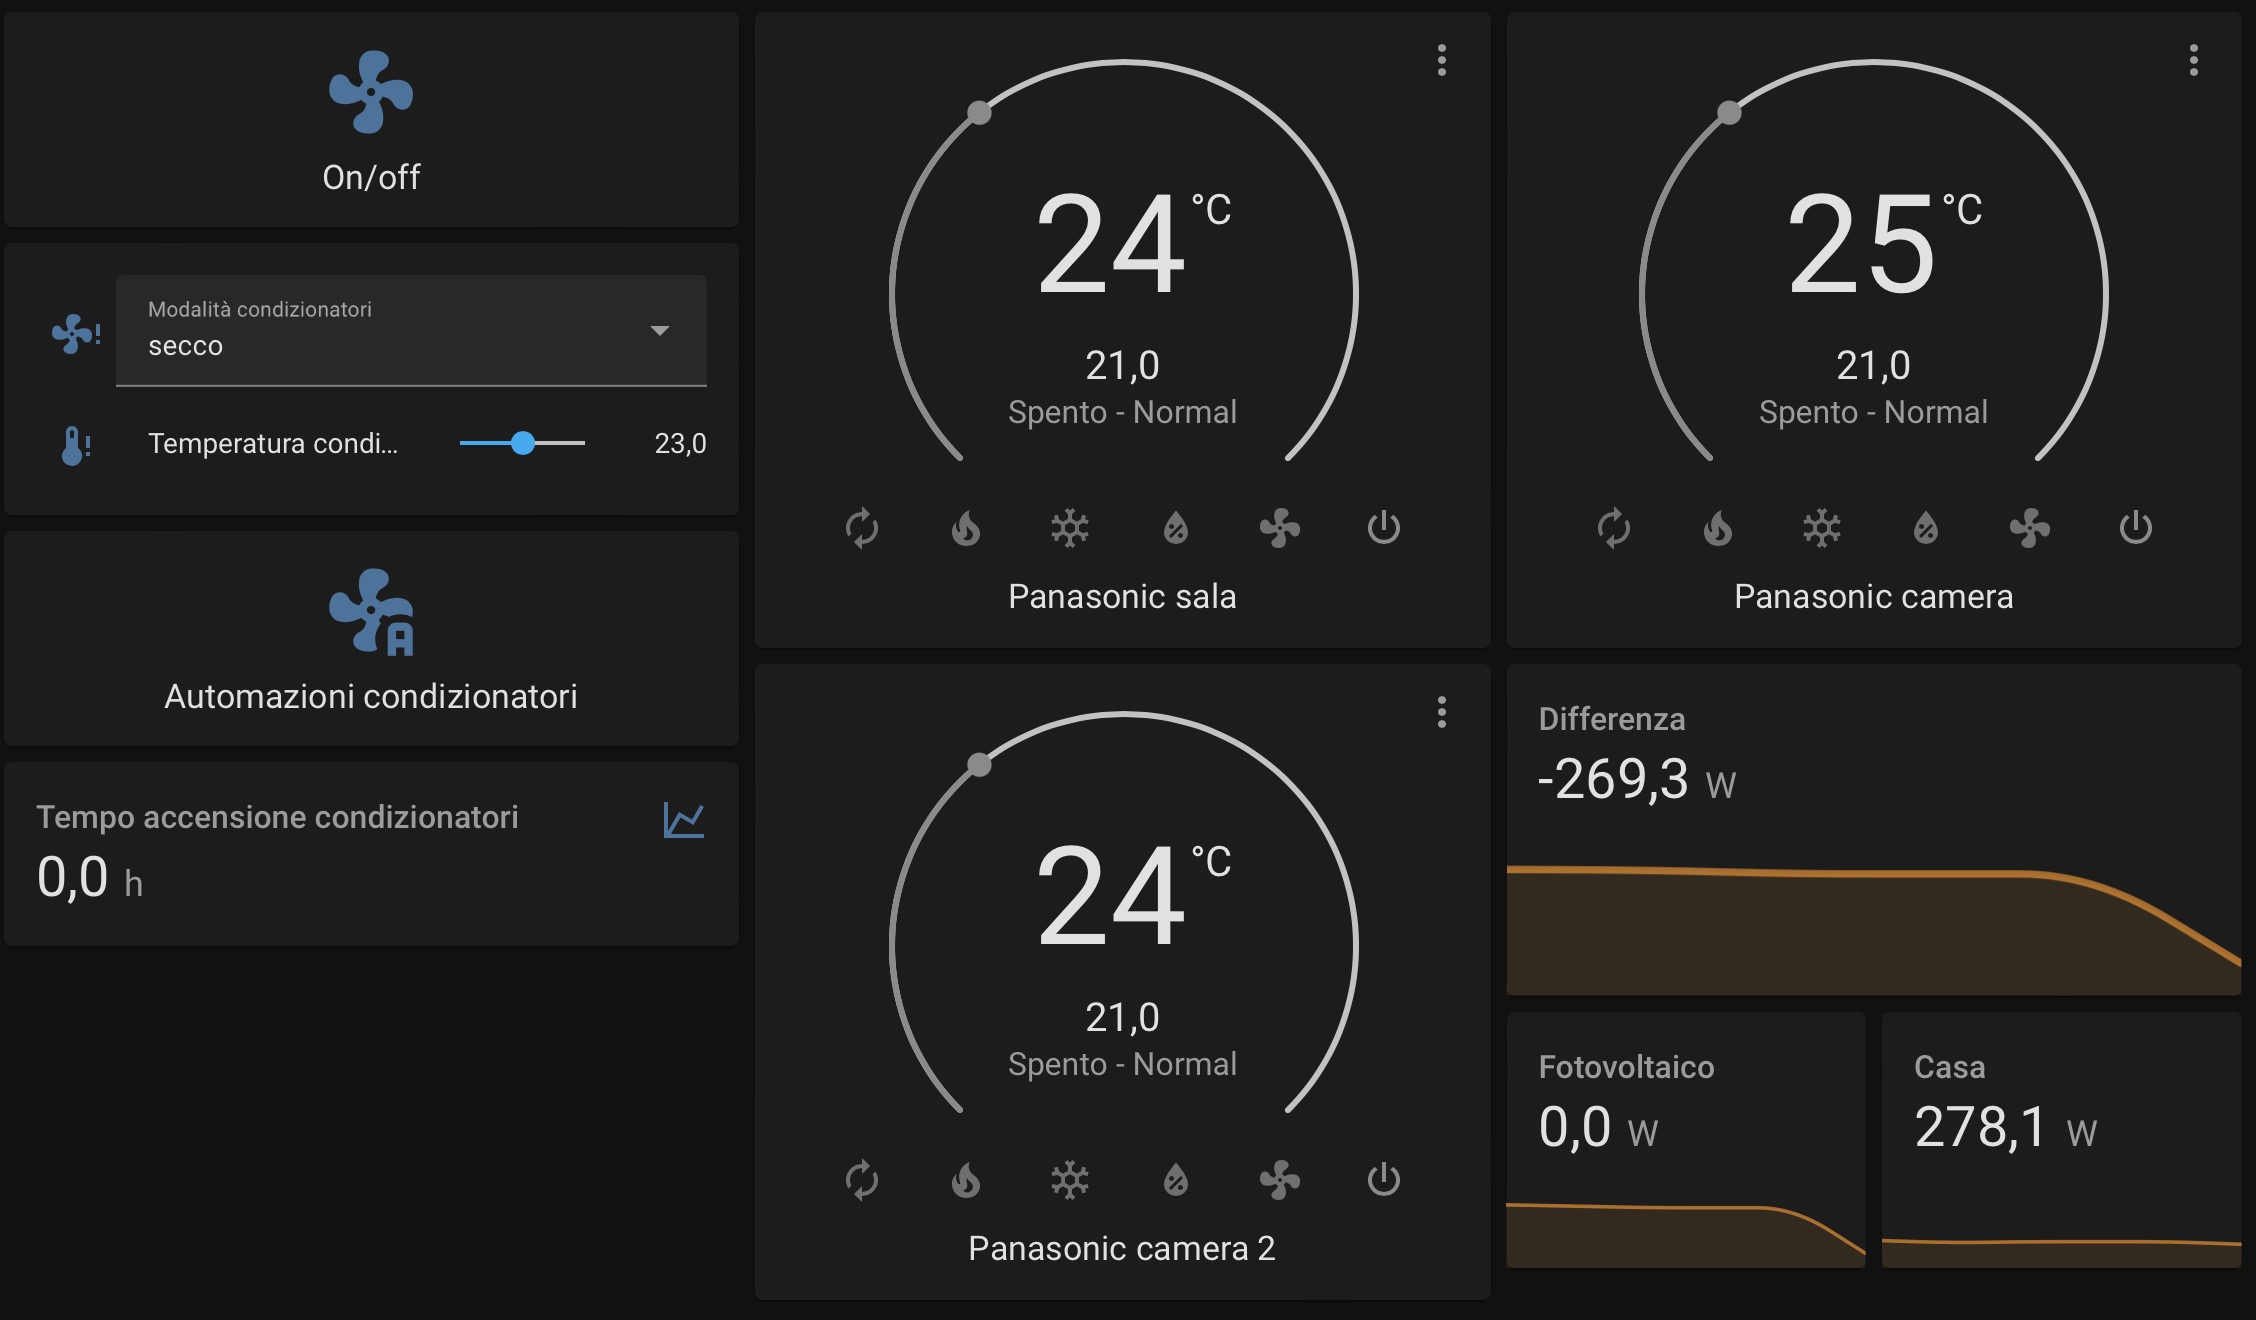 On/off
Modalità condizionatori
secco
Temperatura condi...
23,0
Automazioni condizionatori
Tempo accensione condizionatori
0,0 h
24 °C
21,0
Spento - Normal
Panasonic sala
24 °C
21,0
Spento - Normal
Panasonic camera 2
25 °C
21,0
Spento - Normal
Panasonic camera
Differenza
-269,3 W
Fotovoltaico
0,0 W
Casa
278,1 W